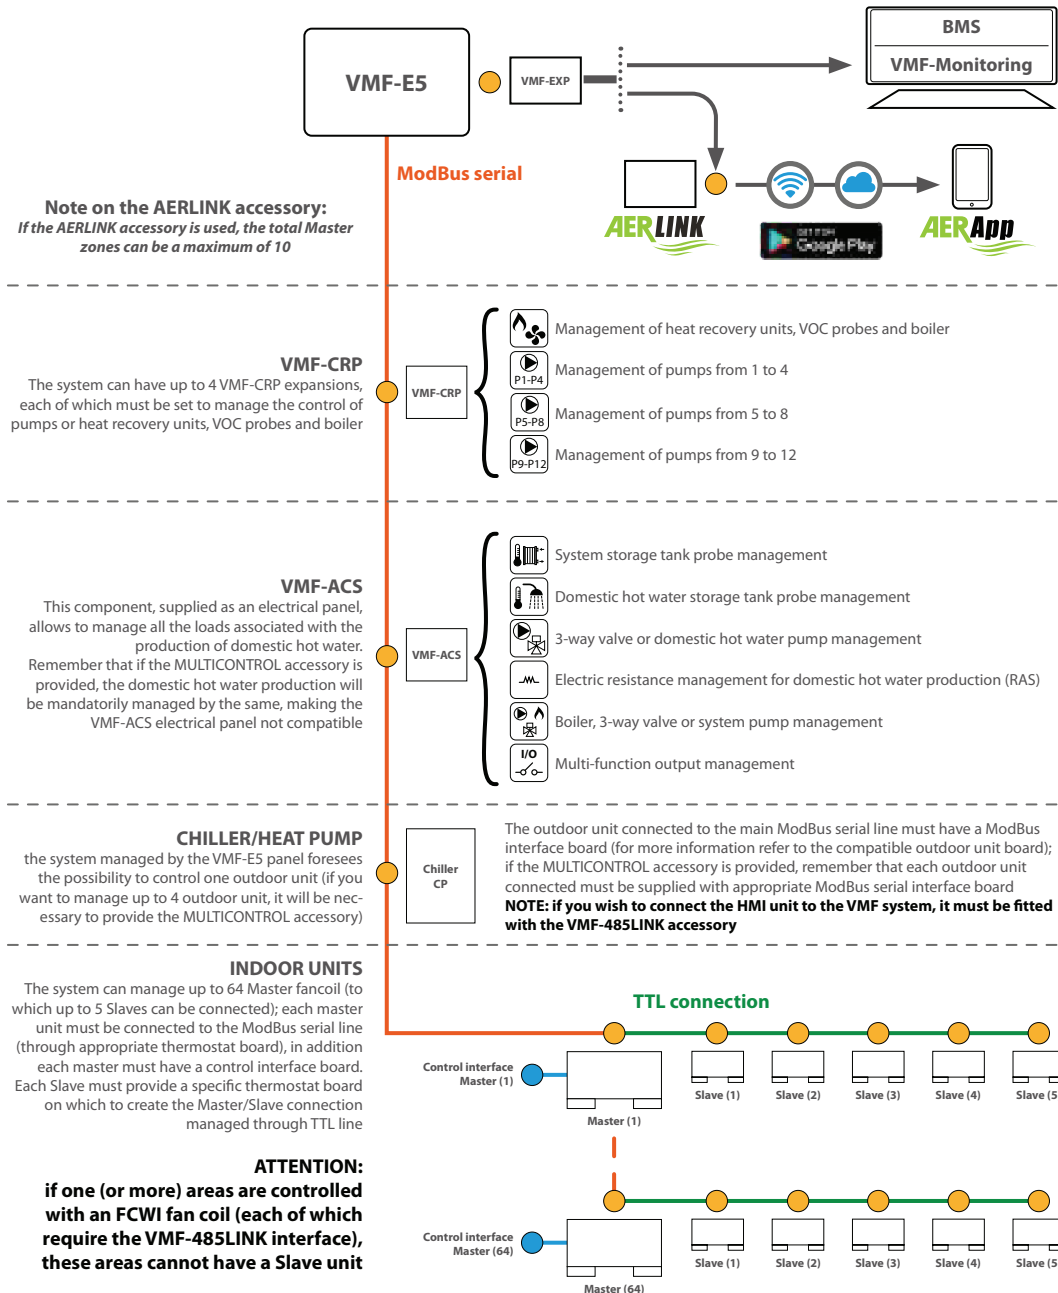 VMF-E5
VMF-EXP
BMS
VMF-Monitoring
ModBus serial
AERLINK
GET IT ON
Google Play
AERApp
Note on the AERLINK accessory:
If the AERLINK accessory is used, the total Master
zones can be a maximum of 10
VMF-CRP
The system can have up to 4 VMF-CRP expansions,
each of which must be set to manage the control of
pumps or heat recovery units, VOC probes and boiler
VMF-CRP
Management of heat recovery units, VOC probes and boiler
P1-P4
Management of pumps from 1 to 4
P5-P8
Management of pumps from 5 to 8
P9-P12
Management of pumps from 9 to 12
VMF-ACS
This component, supplied as an electrical panel,
allows to manage all the loads associated with the
production of domestic hot water.
Remember that if the MULTICONTROL accessory is
provided, the domestic hot water production will
be mandatorily managed by the same, making the
VMF-ACS electrical panel not compatible
VMF-ACS
System storage tank probe management
Domestic hot water storage tank probe management
3-way valve or domestic hot water pump management
Electric resistance management for domestic hot water production (RAS)
Boiler, 3-way valve or system pump management
I/O
Multi-function output management
CHILLER/HEAT PUMP
the system managed by the VMF-E5 panel foresees
the possibility to control one outdoor unit (if you
want to manage up to 4 outdoor unit, it will be nec-
essary to provide the MULTICONTROL accessory)
Chiller
CP
The outdoor unit connected to the main ModBus serial line must have a ModBus
interface board (for more information refer to the compatible outdoor unit board);
if the MULTICONTROL accessory is provided, remember that each outdoor unit
connected must be supplied with appropriate ModBus serial interface board
NOTE: if you wish to connect the HMI unit to the VMF system, it must be fitted
with the VMF-485LINK accessory
INDOOR UNITS
The system can manage up to 64 Master fancoil (to
which up to 5 Slaves can be connected); each master
unit must be connected to the ModBus serial line
(through appropriate thermostat board), in addition
each master must have a control interface board.
Each Slave must provide a specific thermostat board
on which to create the Master/Slave connection
managed through TTL line
ATTENTION:
if one (or more) areas are controlled
with an FCWI fan coil (each of which
require the VMF-485LINK interface),
these areas cannot have a Slave unit
TTL connection
Control interface
Master (1)
Master (1)
Slave (1)
Slave (2)
Slave (3)
Slave (4)
Slave (5
Control interface
Master (64)
Master (64)
Slave (1)
Slave (2)
Slave (3)
Slave (4)
Slave (5